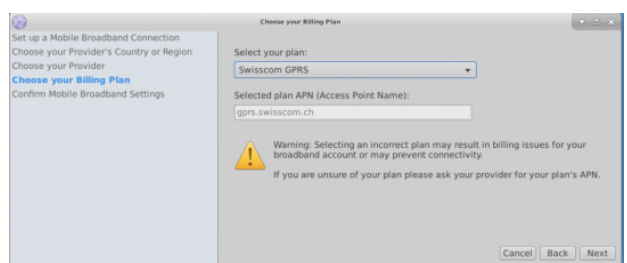 Choose your Billing Plan
Set up a Mobile Broadband Connection
Choose your Provider's Country or Region
Choose your Provider
Choose your Billing Plan
Confirm Mobile Broadband Settings
Select your plan:
Swisscom GPRS
Selected plan APN (Access Point Name):
gprs.swisscom.ch
Warning: Selecting an incorrect plan may result in billing issues for your
broadband account or may prevent connectivity.
If you are unsure of your plan please ask your provider for your plan's APN.
Cancel Back Next